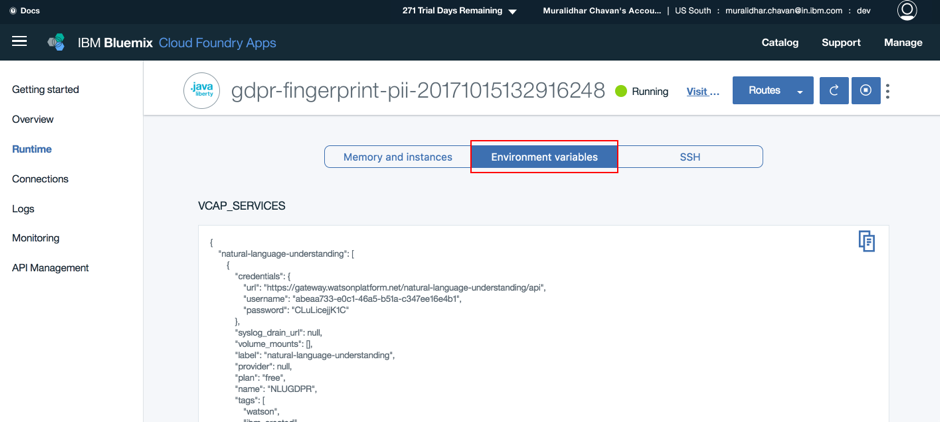 Docs
271 Trial Days Remaining
Muralidhar Chavan's Accou... | US South : muralidhar.chavan@in.ibm.com : dev
IBM Bluemix Cloud Foundry Apps
Catalog Support Manage
Getting started
Overview
Runtime
Connections
Logs
Monitoring
API Management
.java
liberty
gdpr-fingerprint-pii-20171015132916248
Running
Visit ...
Routes
Memory and instances
Environment variables
SSH
VCAP_SERVICES
{
"natural-language-understanding": [
{
"credentials": {
"url": "https://gateway.watsonplatform.net/natural-language-understanding/api",
"username": "abeaa733-e0c1-46a5-b51a-c347ee16e4b1",
"password": "CLuLicejjK1C"
},
"syslog_drain_url": null,
"volume_mounts": [],
"label": "natural-language-understanding",
"provider": null,
"plan": "free",
"name": "NLUGDPR",
"tags": [
"watson",
"ibm_created"